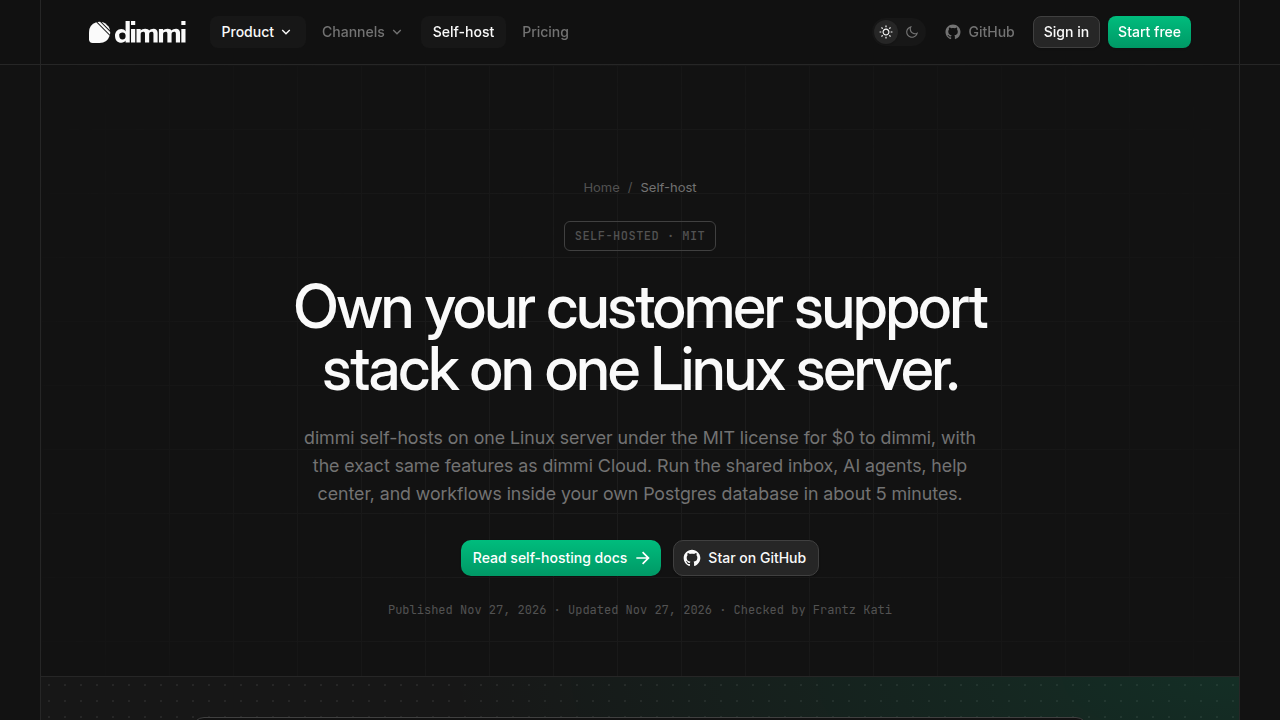 dimmi
Product
Channels
Self-host
Pricing
GitHub
Sign in
Start free
Home / Self-host
SELF-HOSTED · MIT
Own your customer support
stack on one Linux server.
dimmi self-hosts on one Linux server under the MIT license for $0 to dimmi, with
the exact same features as dimmi Cloud. Run the shared inbox, AI agents, help
center, and workflows inside your own Postgres database in about 5 minutes.
Read self-hosting docs
Star on GitHub
Published Nov 27, 2026 · Updated Nov 27, 2026 · Checked by Frantz Kati